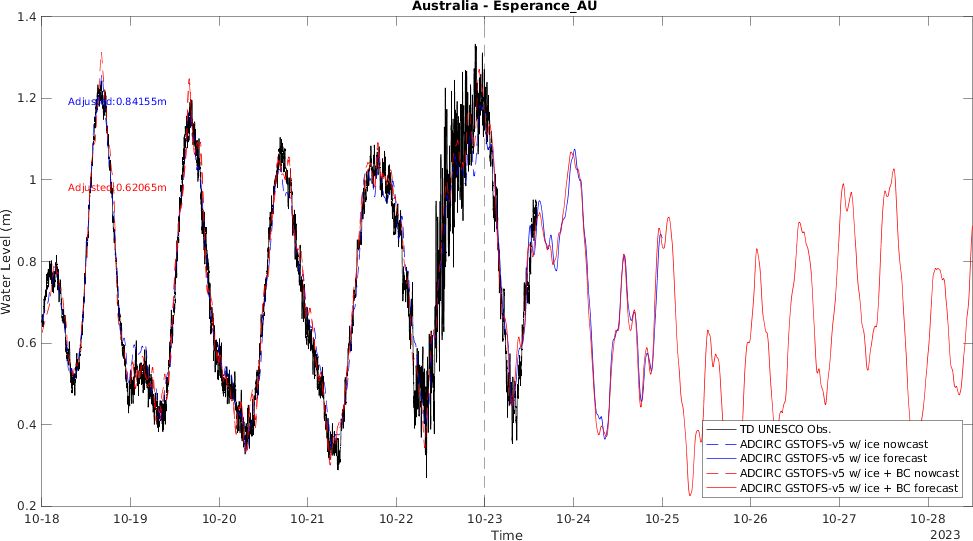 Australia - Esperance_AU
1.4
1.2
1
0.8
0.6
0.4
0.2
Water Level (m)
Adjusted:0.84155m
Adjusted:0.62065m
TD UNESCO Obs.
ADCIRC GSTOFS-v5 w/ ice nowcast
ADCIRC GSTOFS-v5 w/ ice forecast
ADCIRC GSTOFS-v5 w/ ice + BC nowcast
ADCIRC GSTOFS-v5 w/ ice + BC forecast
10-18 10-19 10-20 10-21 10-22 10-23 10-24 10-25 10-26 10-27 10-28
Time
2023